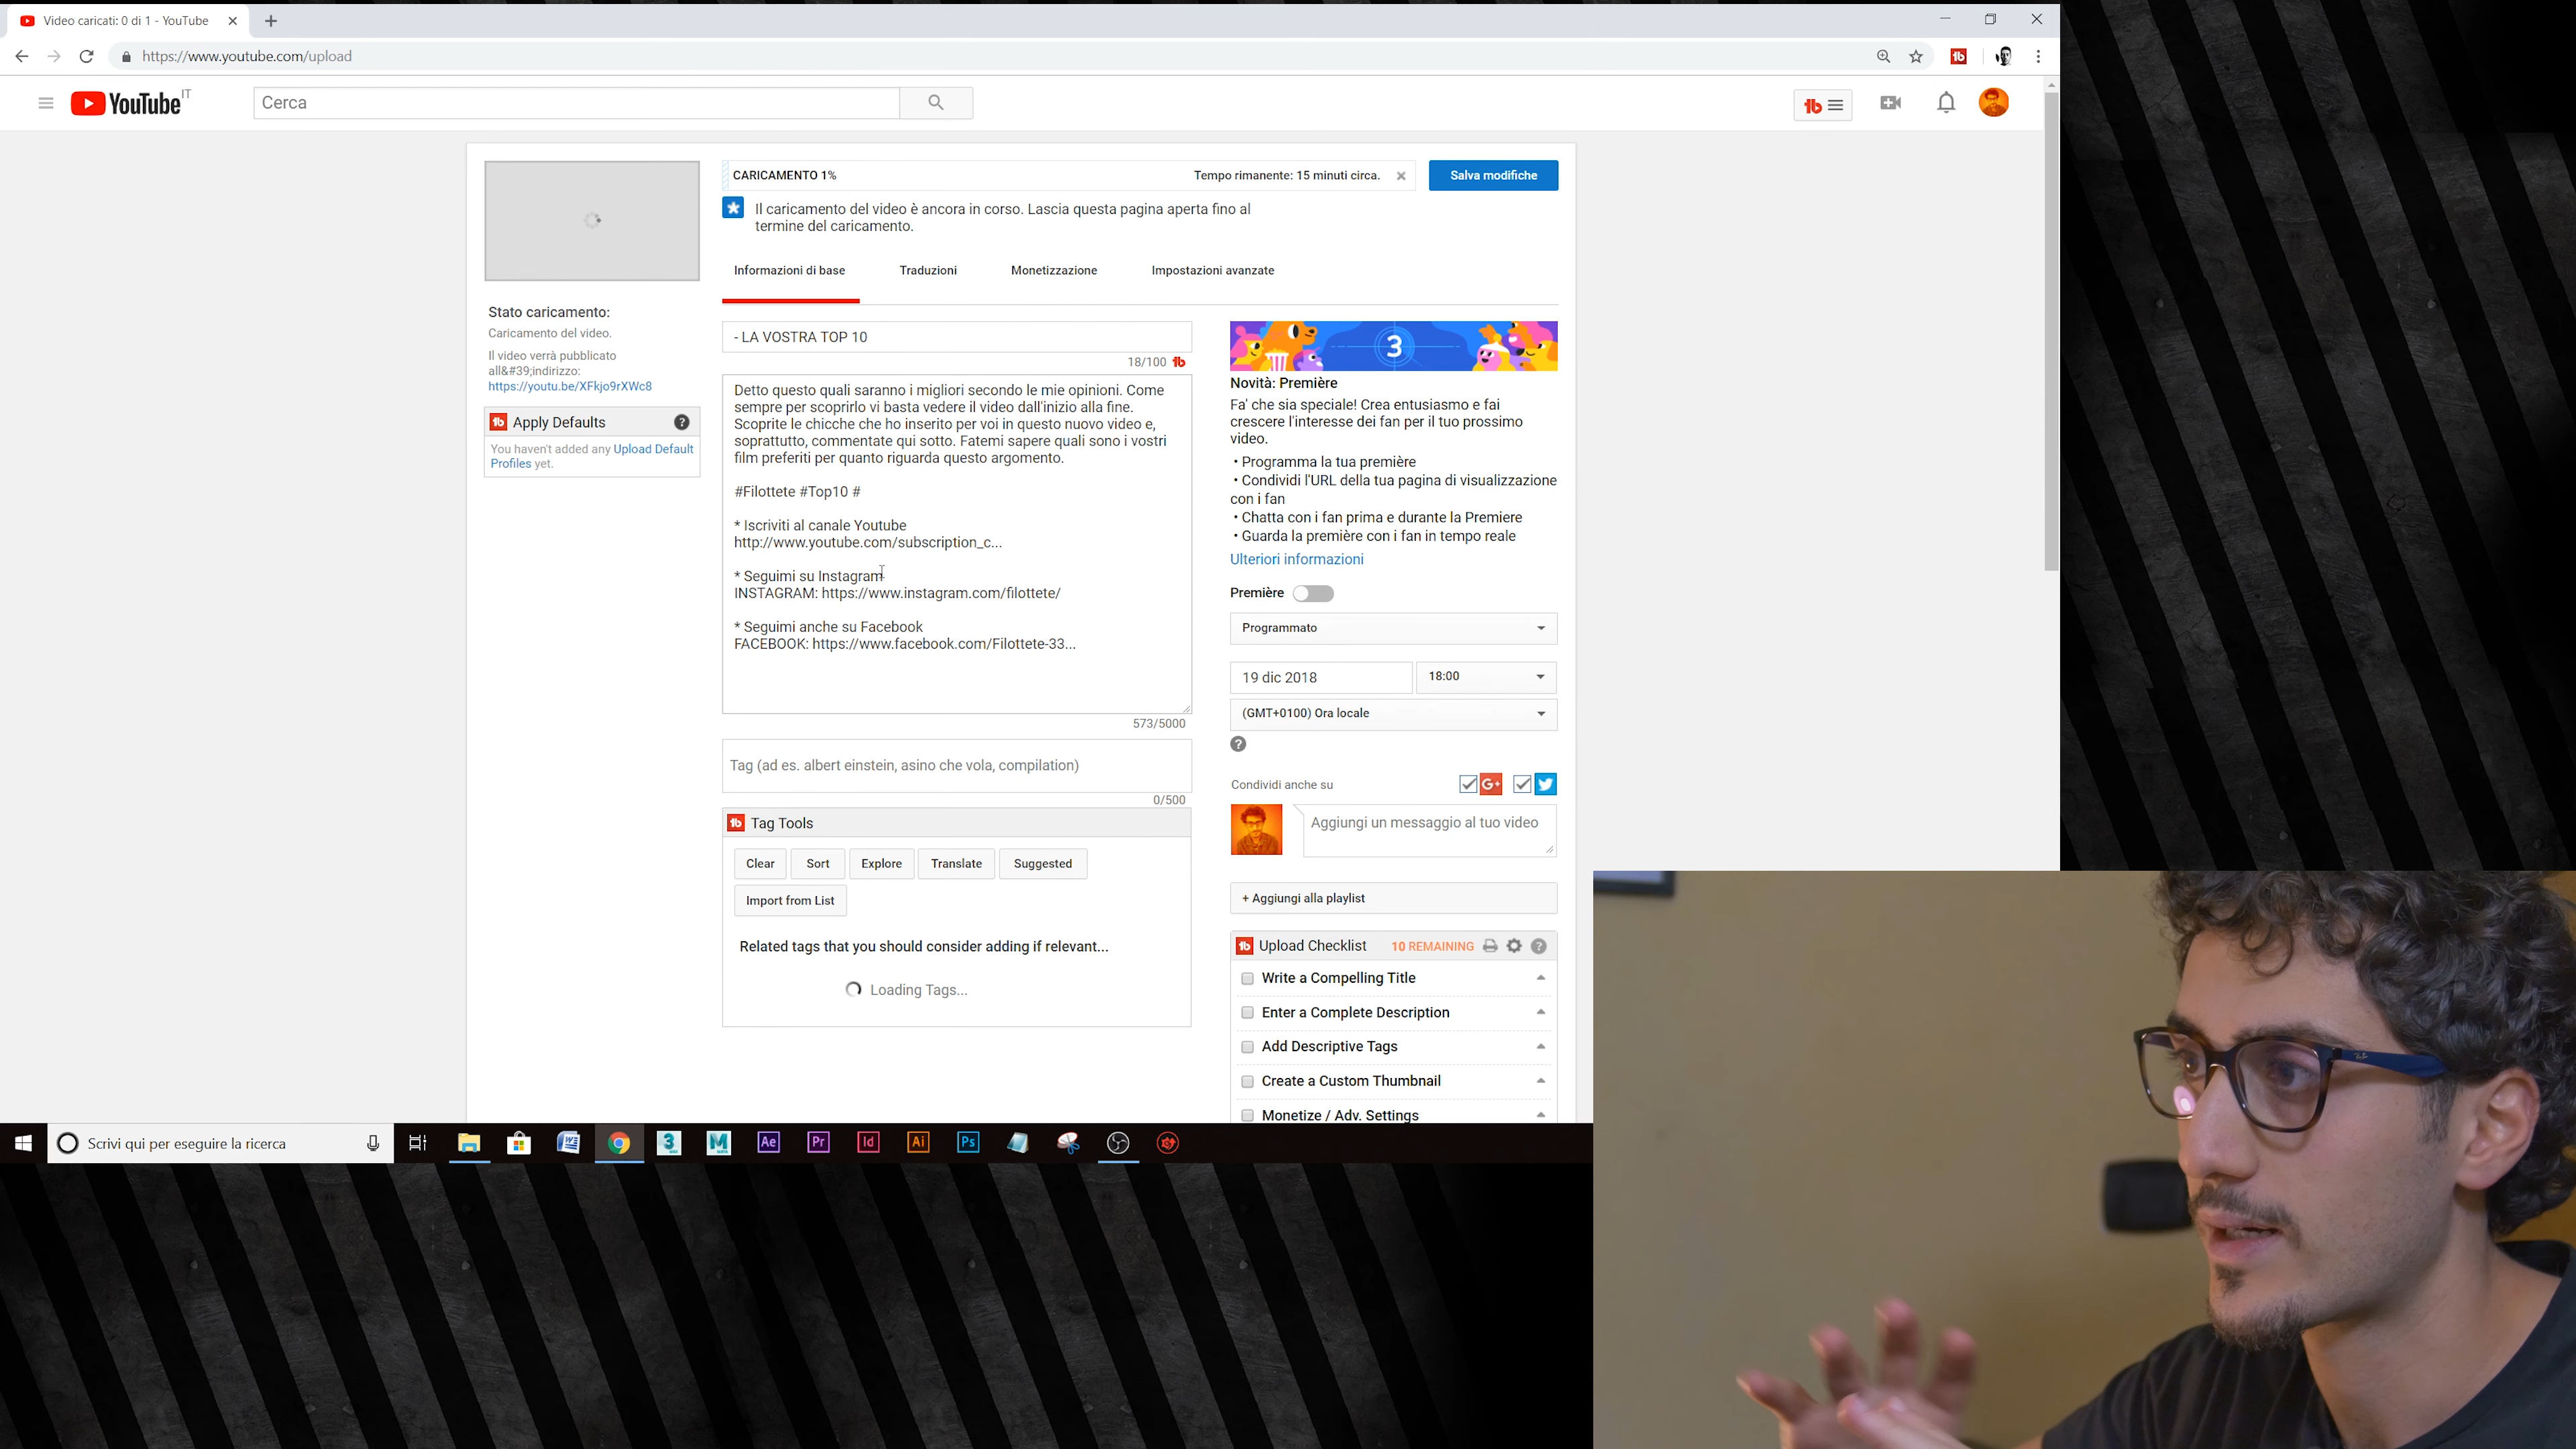 Video caricati: 0 di 1 - YouTube
https://www.youtube.com/upload
YouTube IT
Cerca
CARICAMENTO 1%
Tempo rimanente: 15 minuti circa.
Salva modifiche
Il caricamento del video è ancora in corso. Lascia questa pagina aperta fino al
termine del caricamento.
Informazioni di base
Traduzioni
Monetizzazione
Impostazioni avanzate
Stato caricamento:
Caricamento del video.
Il video verrà pubblicato
all&#39;indirizzo:
https://youtu.be/XFkjo9rXWc8
Apply Defaults
You haven't added any Upload Default
Profiles yet.
- LA VOSTRA TOP 10
18/100
Detto questo quali saranno i migliori secondo le mie opinioni. Come
sempre per scoprirlo vi basta vedere il video dall'inizio alla fine.
Scoprite le chicche che ho inserito per voi in questo nuovo video e,
soprattutto, commentate qui sotto. Fatemi sapere quali sono i vostri
film preferiti per quanto riguarda questo argomento.
#Filottete #Top10 #
* Iscriviti al canale Youtube
http://www.youtube.com/subscription_c...
* Seguimi su Instagram
INSTAGRAM: https://www.instagram.com/filottete/
* Seguimi anche su Facebook
FACEBOOK: https://www.facebook.com/Filottete-33...
573/5000
Tag (ad es. albert einstein, asino che vola, compilation)
0/500
Tag Tools
Clear
Sort
Explore
Translate
Suggested
Import from List
Related tags that you should consider adding if relevant...
Loading Tags...
3
Novità: Première
Fa' che sia speciale! Crea entusiasmo e fai
crescere l'interesse dei fan per il tuo prossimo
video.
• Programma la tua première
• Condividi l'URL della tua pagina di visualizzazione
con i fan
• Chatta con i fan prima e durante la Premiere
• Guarda la première con i fan in tempo reale
Ulteriori informazioni
Première
Programmato
19 dic 2018
18:00
(GMT+0100) Ora locale
Condividi anche su
G+
Aggiungi un messaggio al tuo video
+ Aggiungi alla playlist
Upload Checklist
10 REMAINING
Write a Compelling Title
Enter a Complete Description
Add Descriptive Tags
Create a Custom Thumbnail
Monetize / Adv. Settings
Scrivi qui per eseguire la ricerca
3
M
Ae
Pr
Id
Ai
Ps